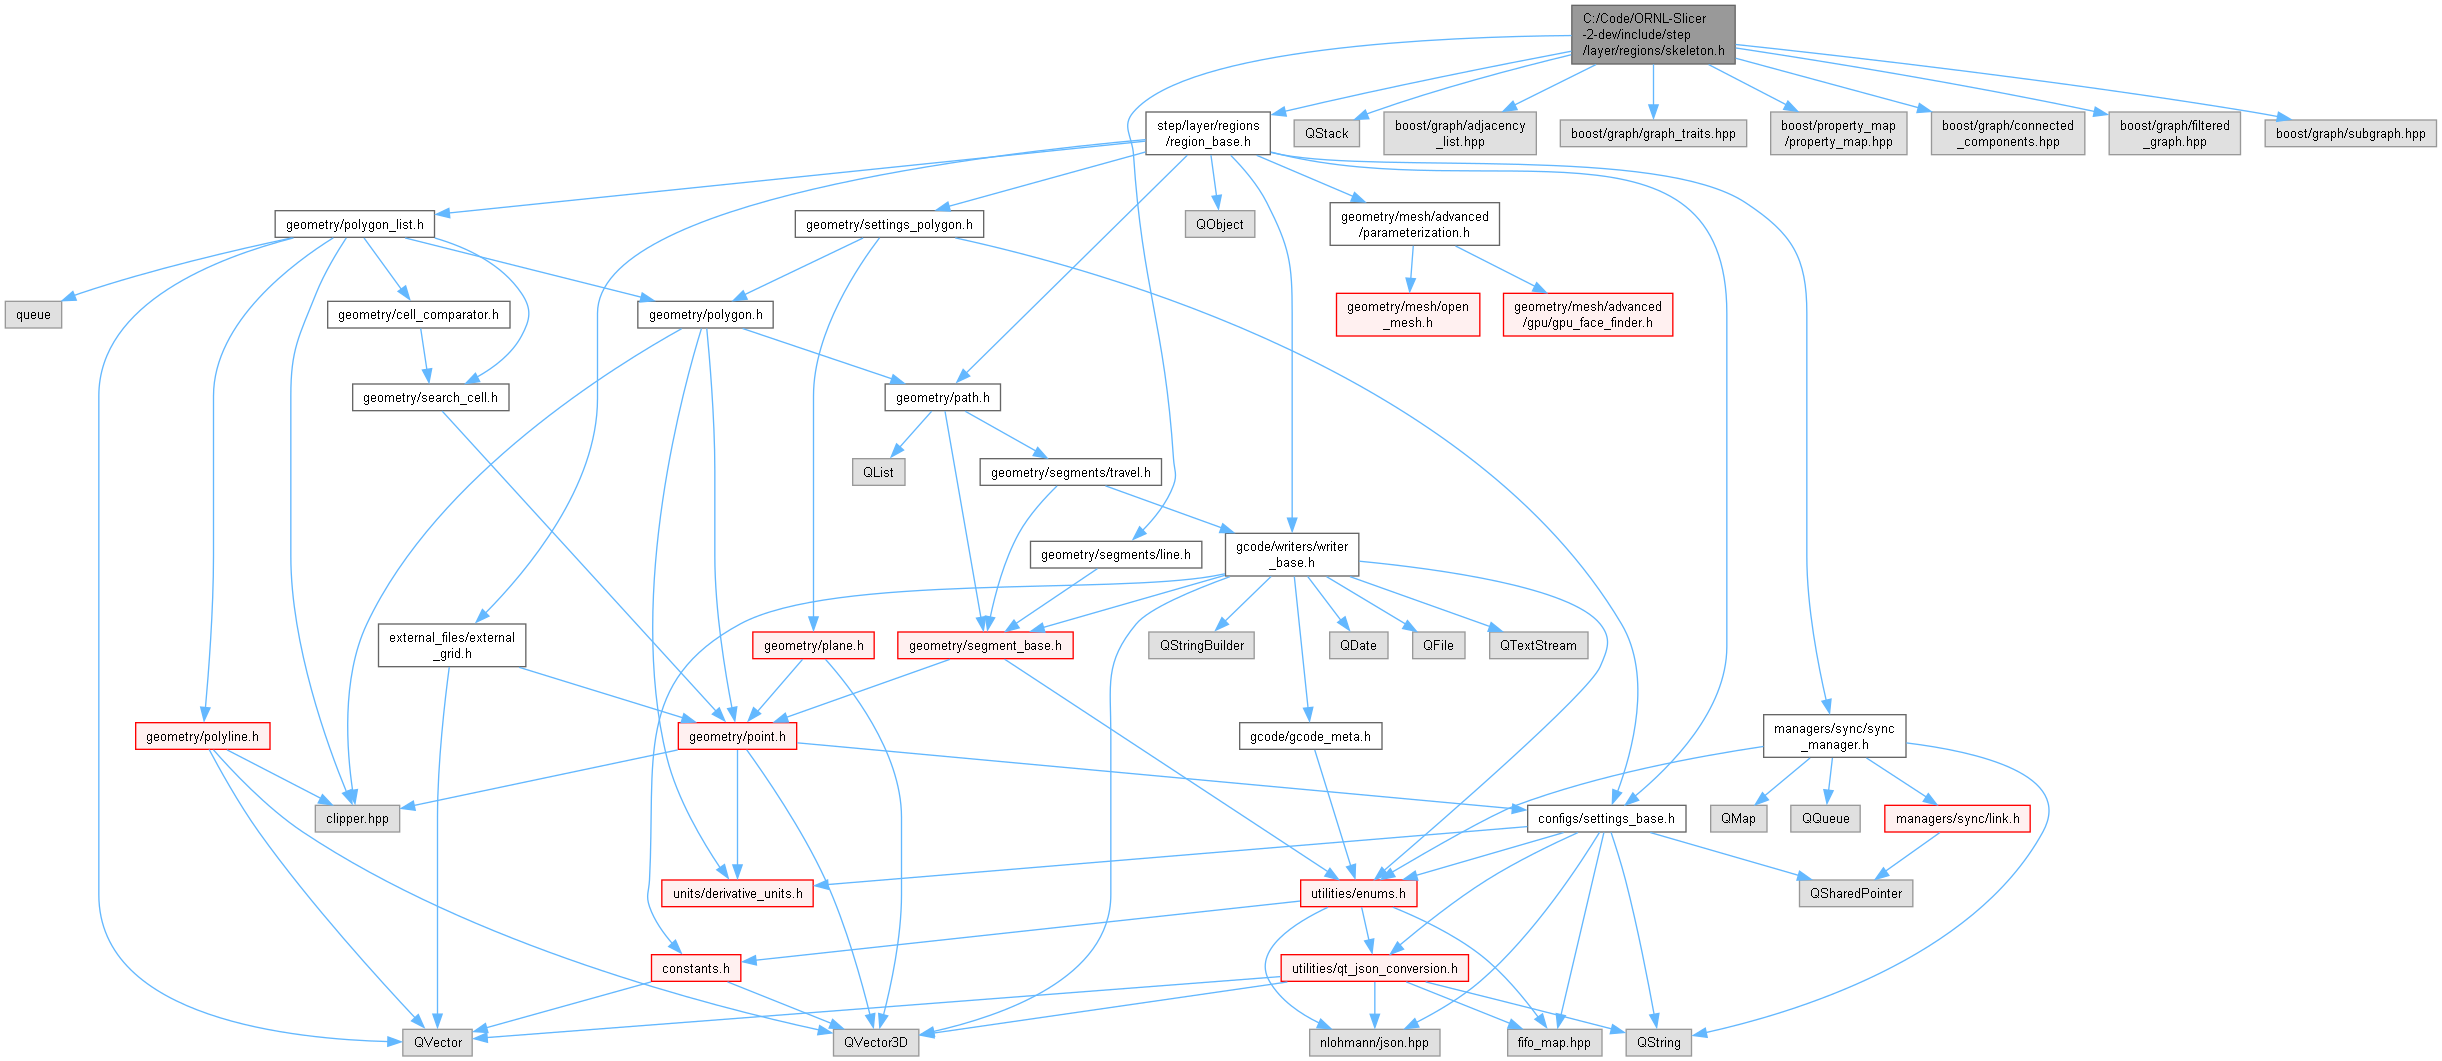 C:/Code/ORNL-Slicer
-2-dev/include/step
/layer/regions/skeleton.h
step/layer/regions
/region_base.h
QStack
boost/graph/adjacency
_list.hpp
boost/graph/graph_traits.hpp
boost/property_map
/property_map.hpp
boost/graph/connected
_components.hpp
boost/graph/filtered
_graph.hpp
boost/graph/subgraph.hpp
geometry/polygon_list.h
geometry/settings_polygon.h
QObject
geometry/mesh/advanced
/parameterization.h
queue
geometry/cell_comparator.h
geometry/polygon.h
geometry/mesh/open
_mesh.h
geometry/mesh/advanced
/gpu/gpu_face_finder.h
geometry/search_cell.h
geometry/path.h
QList
geometry/segments/travel.h
geometry/segments/line.h
gcode/writers/writer
_base.h
external_files/external
_grid.h
geometry/plane.h
geometry/segment_base.h
QStringBuilder
QDate
QFile
QTextStream
geometry/polyline.h
geometry/point.h
gcode/gcode_meta.h
managers/sync/sync
_manager.h
clipper.hpp
configs/settings_base.h
QMap
QQueue
managers/sync/link.h
units/derivative_units.h
utilities/enums.h
QSharedPointer
constants.h
utilities/qt_json_conversion.h
QVector
QVector3D
nlohmann/json.hpp
fifo_map.hpp
QString